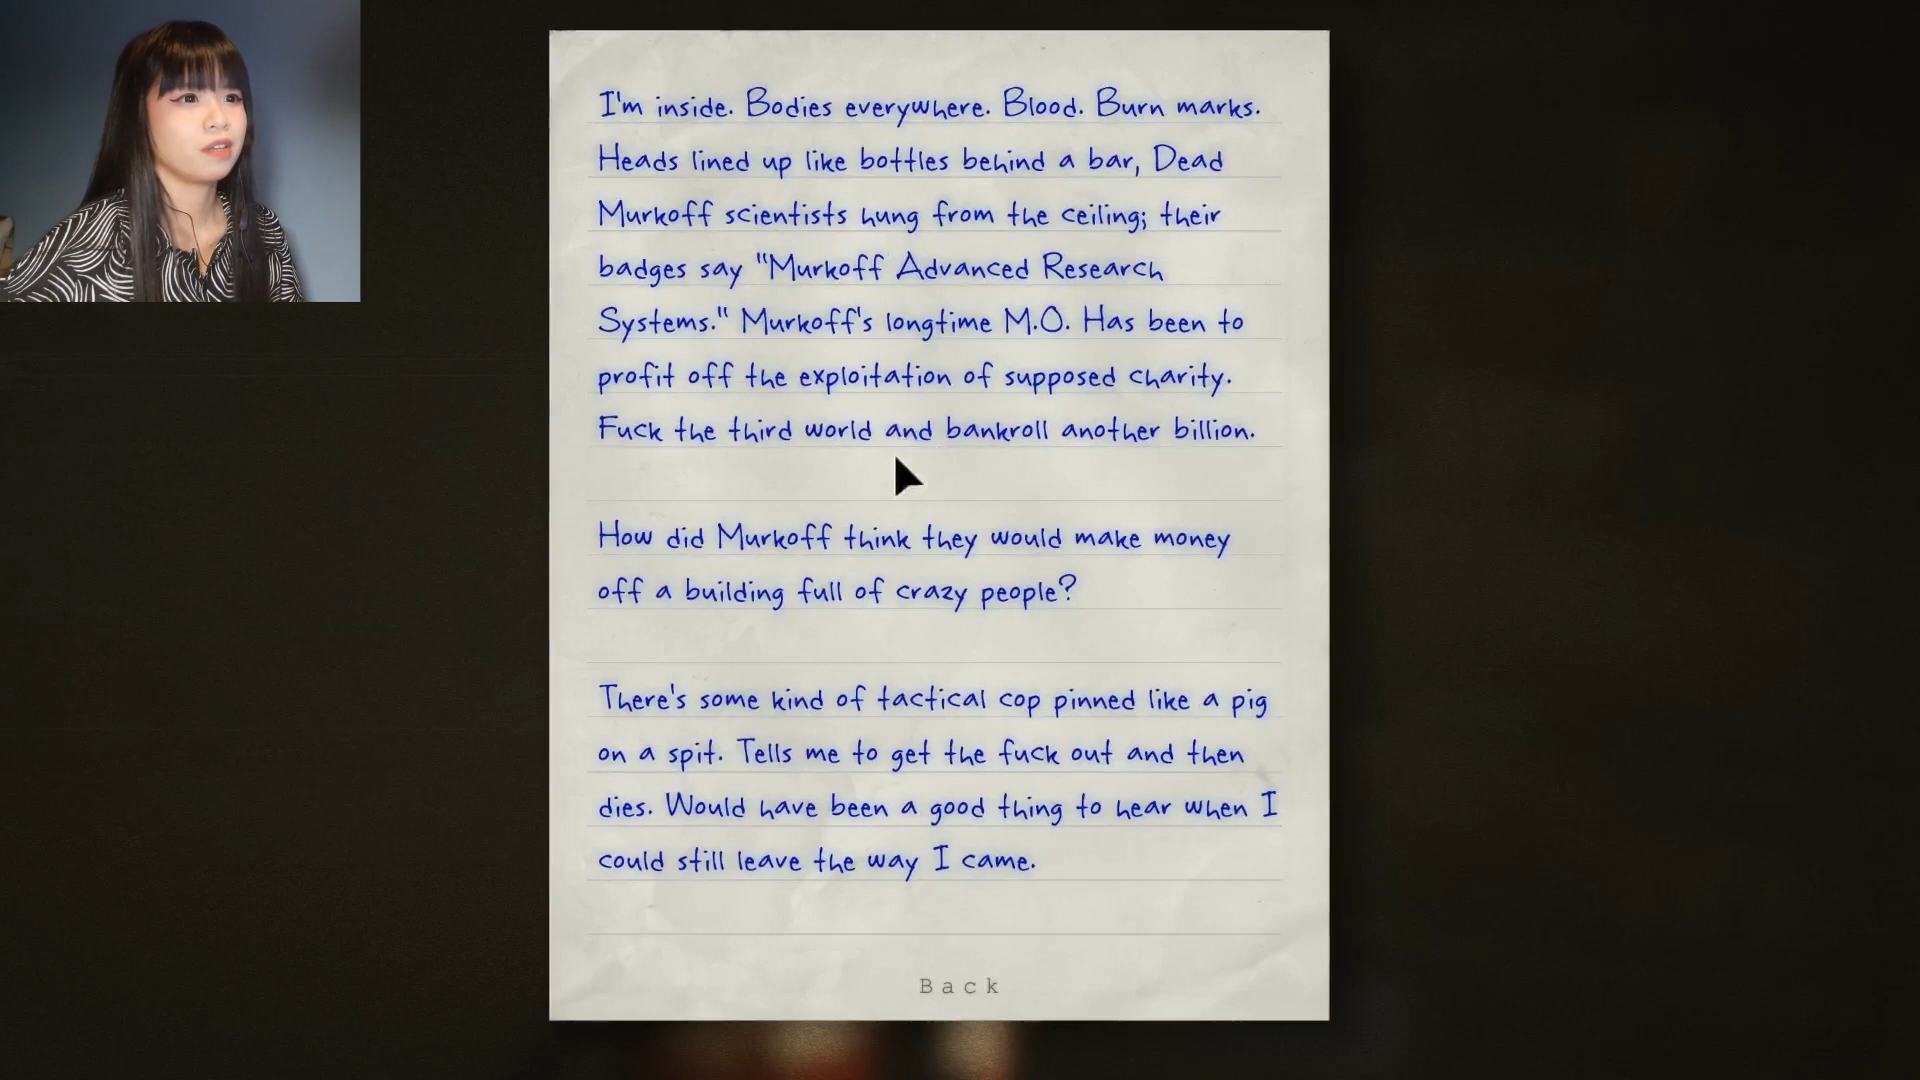 I'm inside. Bodies everywhere. Blood. Burn marks.
Heads lined up like bottles behind a bar, Dead
Murkoff scientists hung from the ceiling; their
badges say "Murkoff Advanced Research
Systems." Murkoff's longtime M.O. Has been to
profit off the exploitation of supposed charity.
Fuck the third world and bankroll another billion.
How did Murkoff think they would make money
off a building full of crazy people?
There's some kind of tactical cop pinned like a pig
on a spit. Tells me to get the fuck out and then
dies. Would have been a good thing to hear when I
could still leave the way I came.
Back